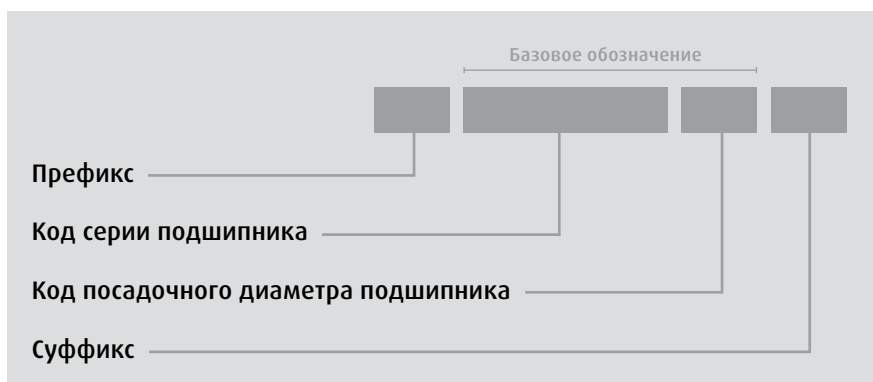 Базовое обозначение
Префикс
Код серии подшипника
Код посадочного диаметра подшипника
Суффикс